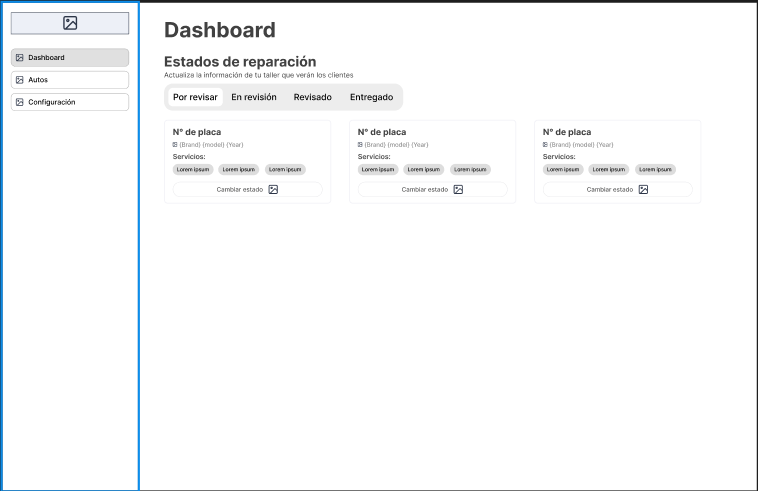 Dashboard
Autos
Configuración
Dashboard
Estados de reparación
Actualiza la información de tu taller que verán los clientes
Por revisar En revisión Revisado Entregado
N° de placa
{Brand} {model} {Year}
Servicios:
Lorem ipsum Lorem ipsum Lorem ipsum
Cambiar estado
N° de placa
{Brand} {model} {Year}
Servicios:
Lorem ipsum Lorem ipsum Lorem ipsum
Cambiar estado
N° de placa
{Brand} {model} {Year}
Servicios:
Lorem ipsum Lorem ipsum Lorem ipsum
Cambiar estado